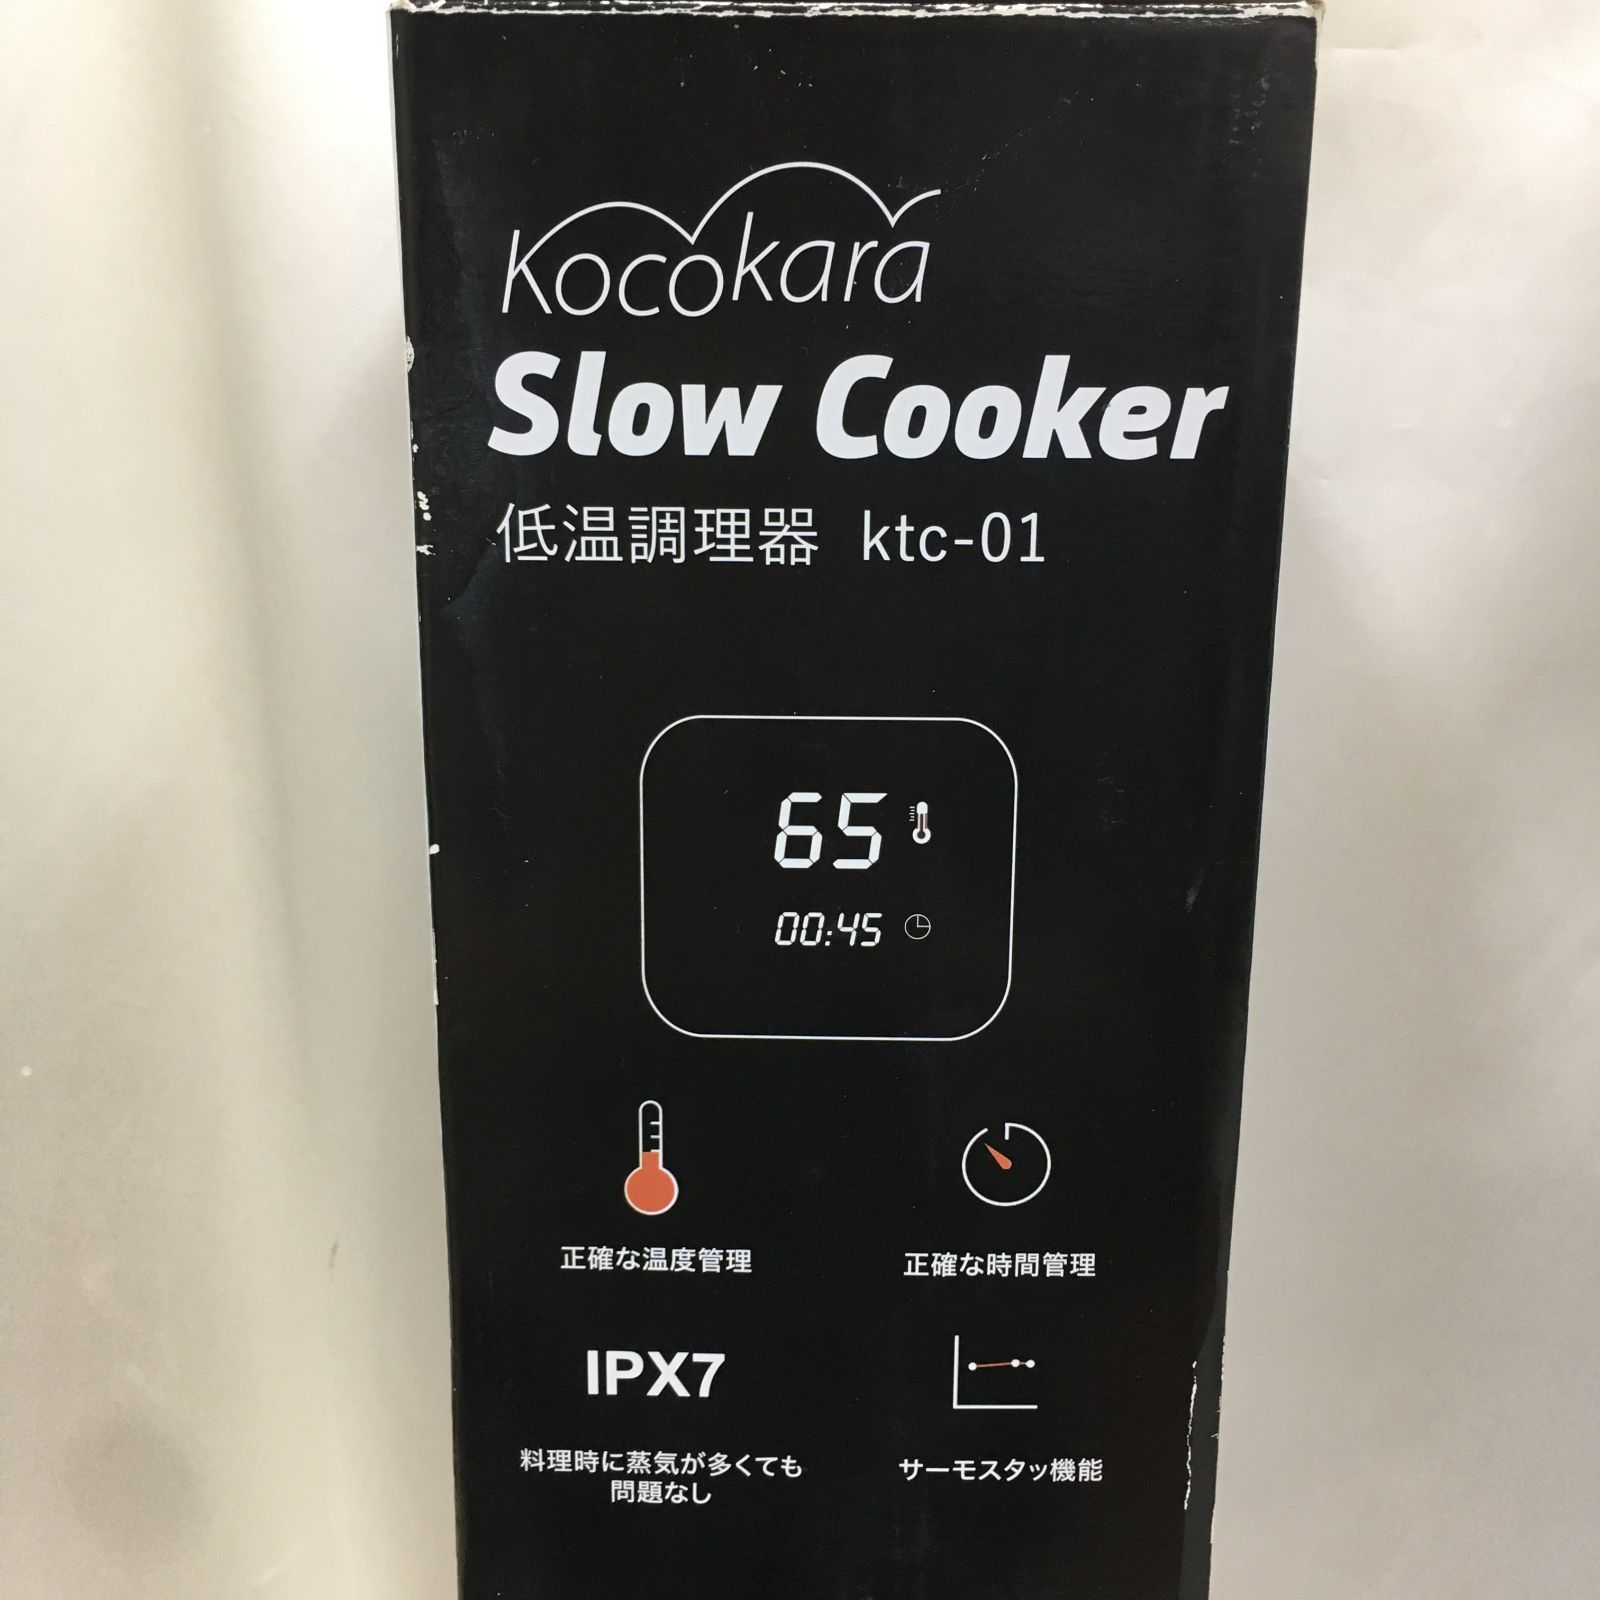 Kocokara
Slow Cooker
低温調理器 ktc-01
65
00:45
正確な温度管理
正確な時間管理
IPX7
料理時に蒸気が多くても
問題なし
サーモスタッ機能